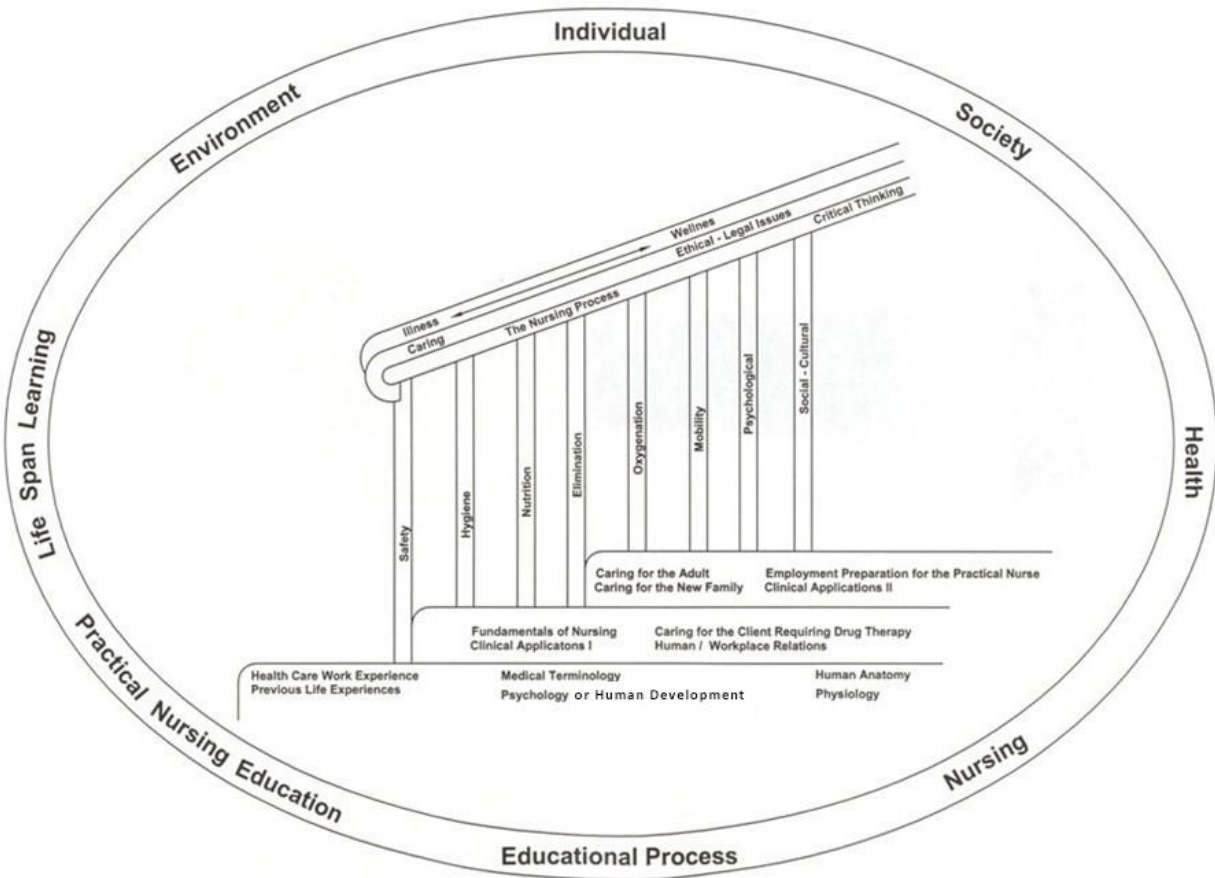 Individual
Environment
Society
Life Span Learning
Health
Practical Nursing Education
Nursing
Educational Process
Wellnes
Illness
Ethical - Legal Issues
Critical Thinking
Caring
The Nursing Process
Safety
Hygiene
Nutrition
Elimination
Oxygenation
Mobility
Psychological
Social - Cultural
Caring for the Adult
Caring for the New Family
Employment Preparation for the Practical Nurse
Clinical Applications II
Fundamentals of Nursing
Clinical Applicatons I
Caring for the Client Requiring Drug Therapy
Human / Workplace Relations
Health Care Work Experience
Previous Life Experiences
Medical Terminology
Psychology or Human Development
Human Anatomy
Physiology